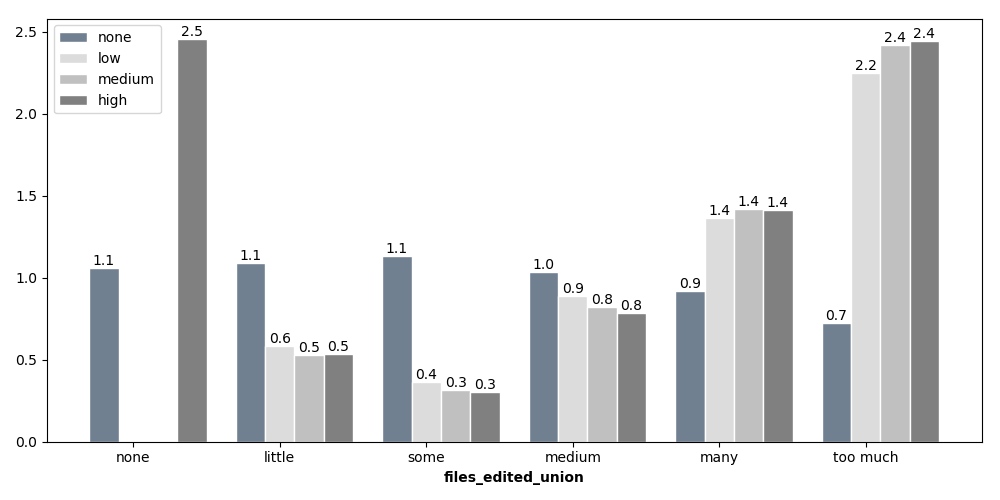 2.5
2.0
1.5
1.0
0.5
0.0
none
low
medium
high
1.1 2.5
1.1 0.6 0.5 0.5
1.1 0.4 0.3 0.3
1.0 0.9 0.8 0.8
0.9 1.4 1.4 1.4
0.7 2.2 2.4 2.4
none little some medium many too much
files_edited_union